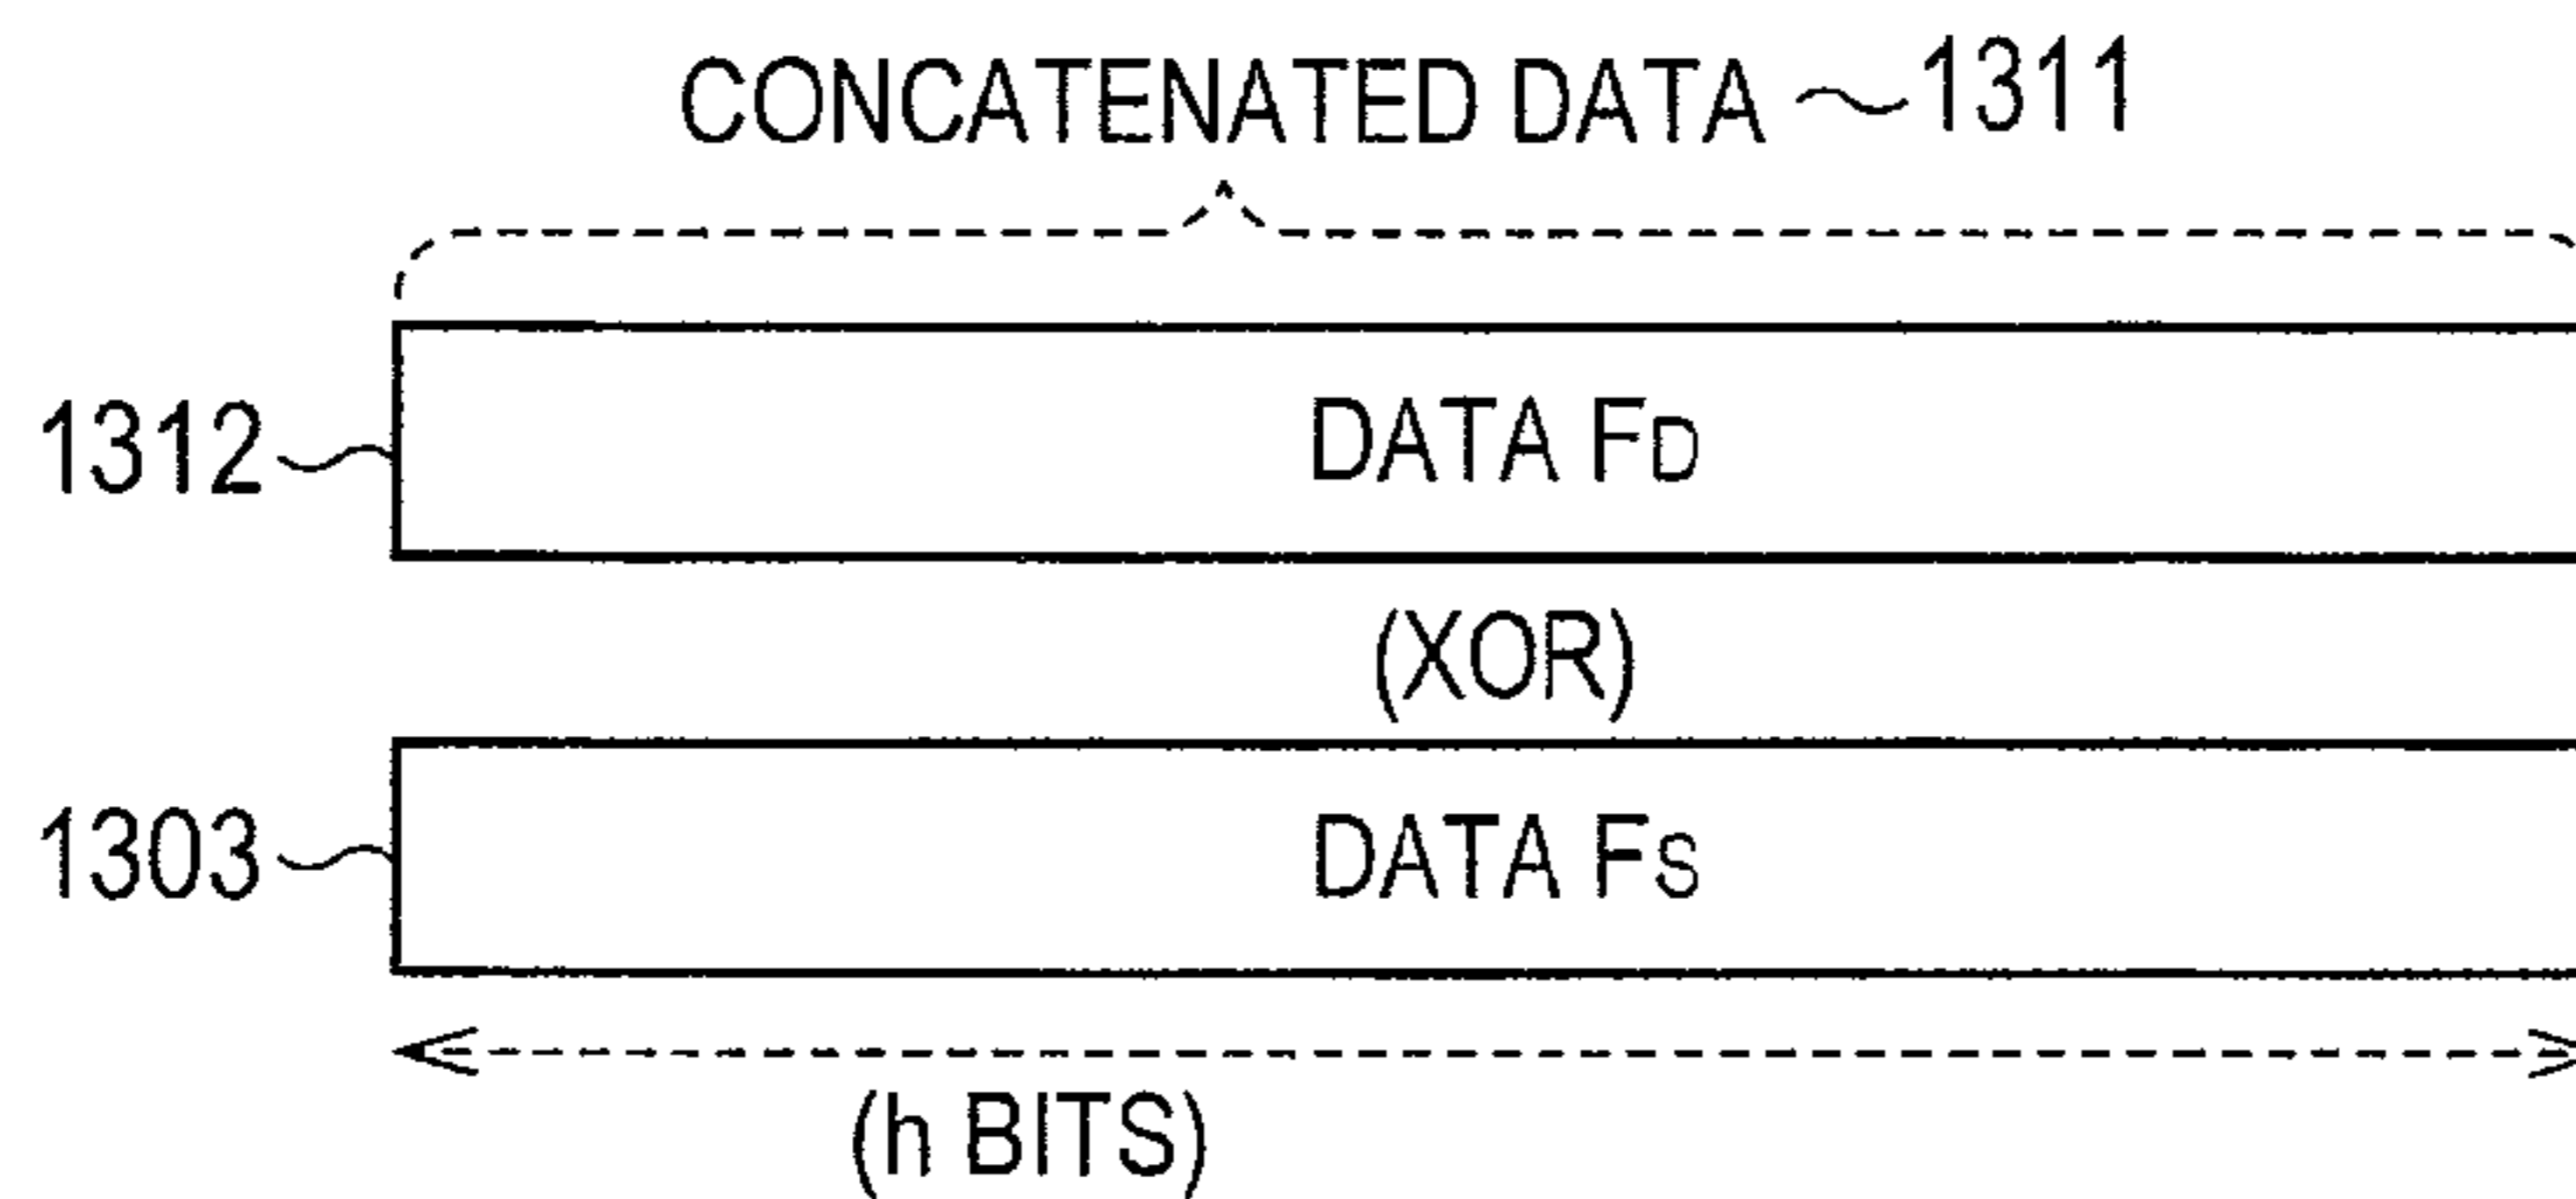 CONCATENATED DATA 1311
1312 DATA FD
(XOR)
1303 DATA FS
(h BITS)